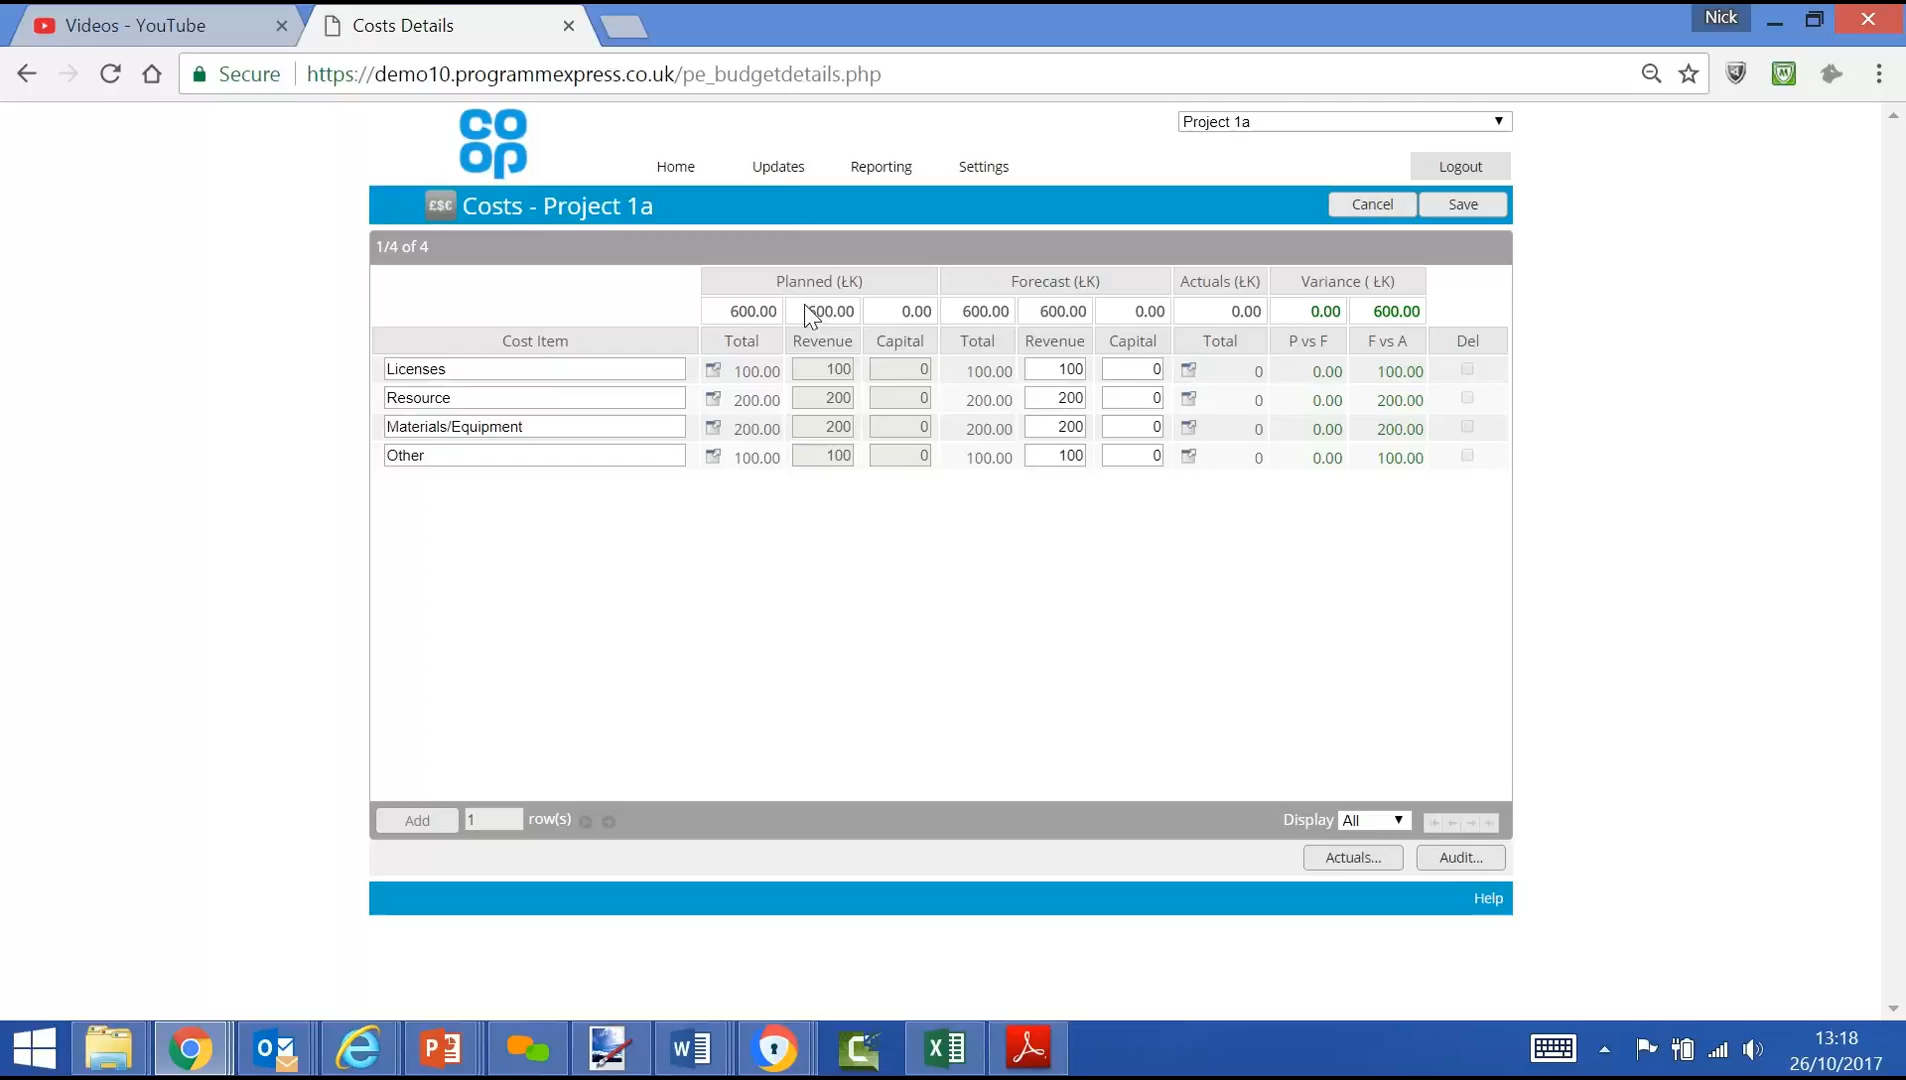 Videos - YouTube
Costs Details
Nick
Secure
https://demo10.programmexpress.co.uk/pe_budgetdetails.php
co
op
Project 1a
Home Updates Reporting Settings Logout
£$€ Costs - Project 1a Cancel Save
1/4 of 4
Planned (ŁK) Forecast (ŁK) Actuals (ŁK) Variance ( ŁK)
600.00 600.00 0.00 600.00 600.00 0.00 0.00 0.00 600.00
Cost Item Total Revenue Capital Total Revenue Capital Total P vs F F vs A Del
Licenses 100.00 100 0 100.00 100 0 0 0.00 100.00
Resource 200.00 200 0 200.00 200 0 0 0.00 200.00
Materials/Equipment 200.00 200 0 200.00 200 0 0 0.00 200.00
Other 100.00 100 0 100.00 100 0 0 0.00 100.00
Add 1 row(s) Display All
Actuals... Audit...
Help
13:18
26/10/2017